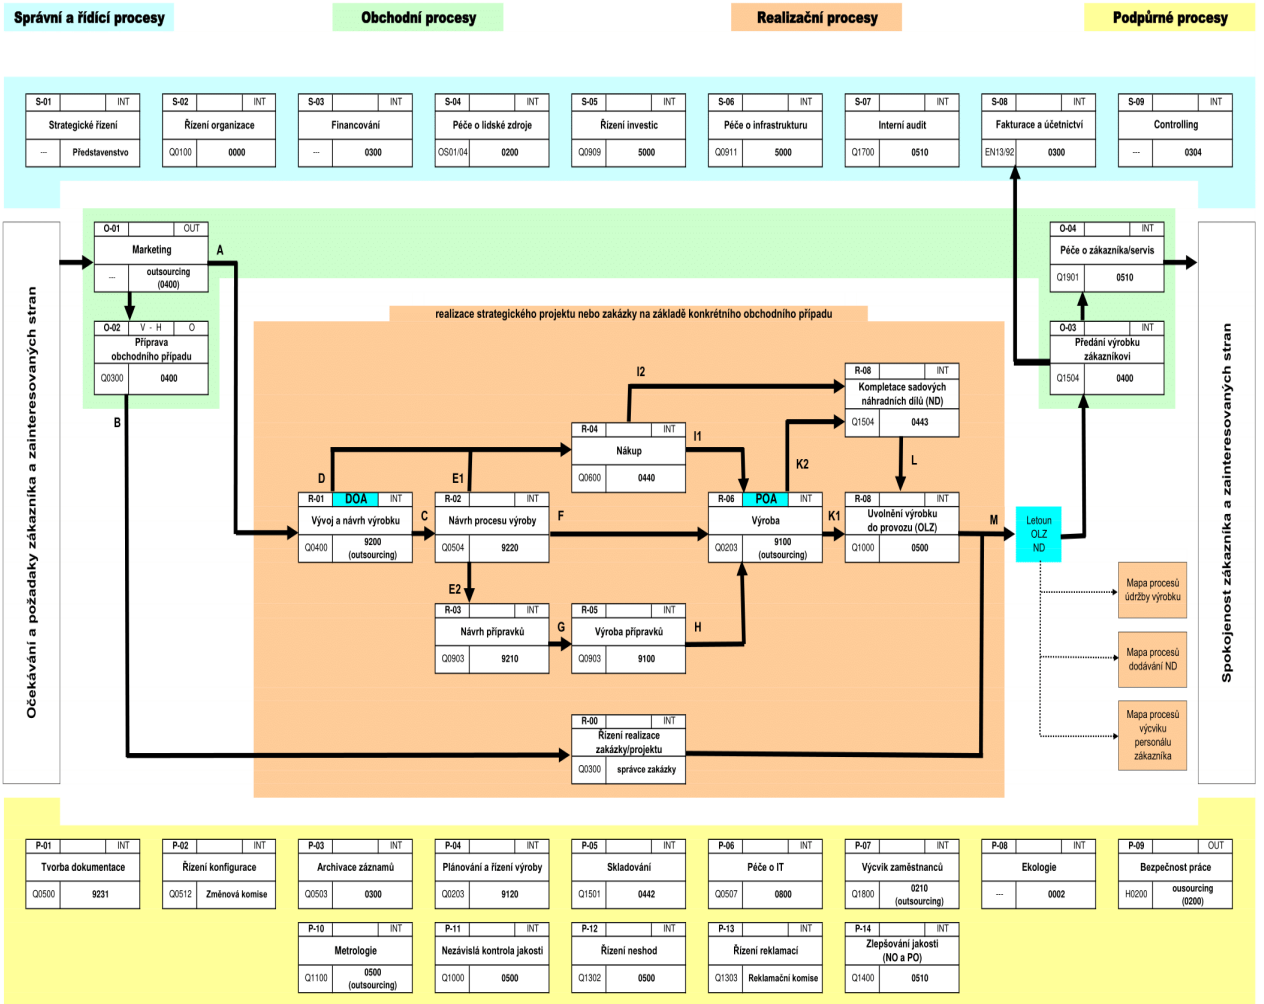 Správní a řídící procesy
Obchodní procesy
Realizační procesy
Podpůrné procesy
S-01 INT
Strategické řízení
--- Představenstvo
S-02 INT
Řízení organizace
Q0100 0000
S-03 INT
Financování
--- 0300
S-04 INT
Péče o lidské zdroje
OS01/04 0200
S-05 INT
Řízení investic
Q0909 5000
S-06 INT
Péče o infrastrukturu
Q0911 5000
S-07 INT
Interní audit
Q1700 0510
S-08 INT
Fakturace a účetnictví
EN13/92 0300
S-09 INT
Controlling
--- 0304
Očekávání a požadaky zákazníka a zainteresovaných stran
O-01 OUT
Marketing
--- outsourcing
(0400)
A
O-02 V - H O
Příprava
obchodního případu
Q0300 0400
B
O-04 INT
Péče o zákazníka/servis
Q1901 0510
O-03 INT
Předání výrobku
zákazníkovi
Q1504 0400
Spokojenost zákazníka a zainteresovaných stran
realizace strategického projektu nebo zakázky na základě konkrétního obchodního případu
I2
R-08 INT
Kompletace sadových
náhradních dílů (ND)
Q1504 0443
R-04 INT
Nákup
Q0600 0440
I1
K2
L
D
E1
R-01 DOA INT
Vývoj a návrh výrobku
Q0400 9200
(outsourcing)
C
R-02 INT
Návrh procesu výroby
Q0504 9220
F
R-06 POA INT
Výroba
Q0203 9100
(outsourcing)
K1
R-08 INT
Uvolnění výrobku
do provozu (OLZ)
Q1000 0500
M
Letoun
OLZ
ND
E2
R-03 INT
Návrh přípravků
Q0903 9210
G
R-05 INT
Výroba přípravků
Q0903 9100
H
Mapa procesů
údržby výrobku
Mapa procesů
dodávání ND
Mapa procesů
výcviku
personálu
zákazníka
R-00 INT
Řízení realizace
zakázky/projektu
Q0300 správce zakázky
P-01 INT
Tvorba dokumentace
Q0500 9231
P-02 INT
Řízení konfigurace
Q0512 Změnová komise
P-03 INT
Archivace záznamů
Q0503 0300
P-04 INT
Plánování a řízení výroby
Q0203 9120
P-05 INT
Skladování
Q1501 0442
P-06 INT
Péče o IT
Q0507 0800
P-07 INT
Výcvik zaměstnanců
Q1800 0210
(outsourcing)
P-08 INT
Ekologie
--- 0002
P-09 OUT
Bezpečnost práce
H0200 ousourcing
(0200)
P-10 INT
Metrologie
Q1100 0500
(outsourcing)
P-11 INT
Nezávislá kontrola jakosti
Q1000 0500
P-12 INT
Řízení neshod
Q1302 0500
P-13 INT
Řízení reklamací
Q1303 Reklamační komise
P-14 INT
Zlepšování jakosti
(NO a PO)
Q1400 0510